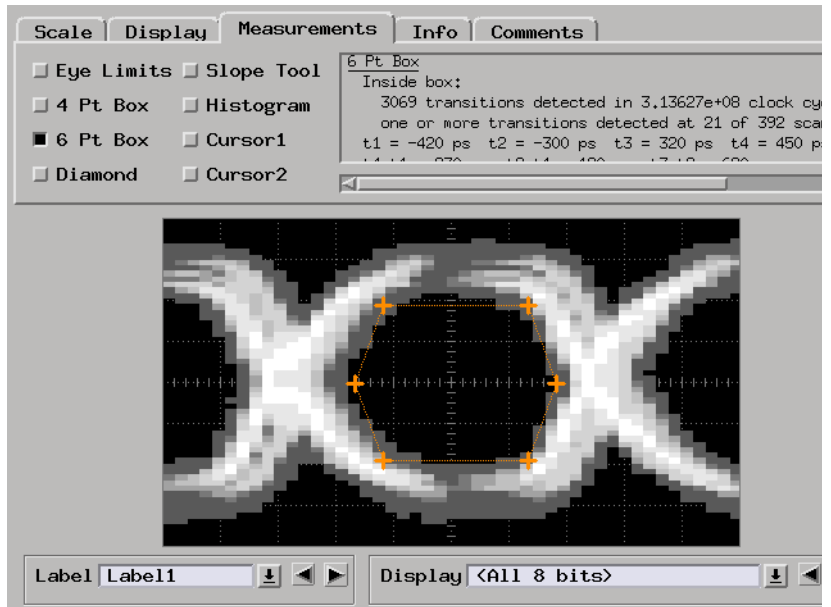 Scale Display Measurements Info Comments
Eye Limits Slope Tool
4 Pt Box Histogram
6 Pt Box Cursor1
Diamond Cursor2
6 Pt Box
Inside box:
3069 transitions detected in 3.13627e+08 clock
one or more transitions detected at 21 of 392
t1 = -420 ps t2 = -300 ps t3 = 320 ps t4 = 450 ps
Label Label1
Display <All 8 bits>